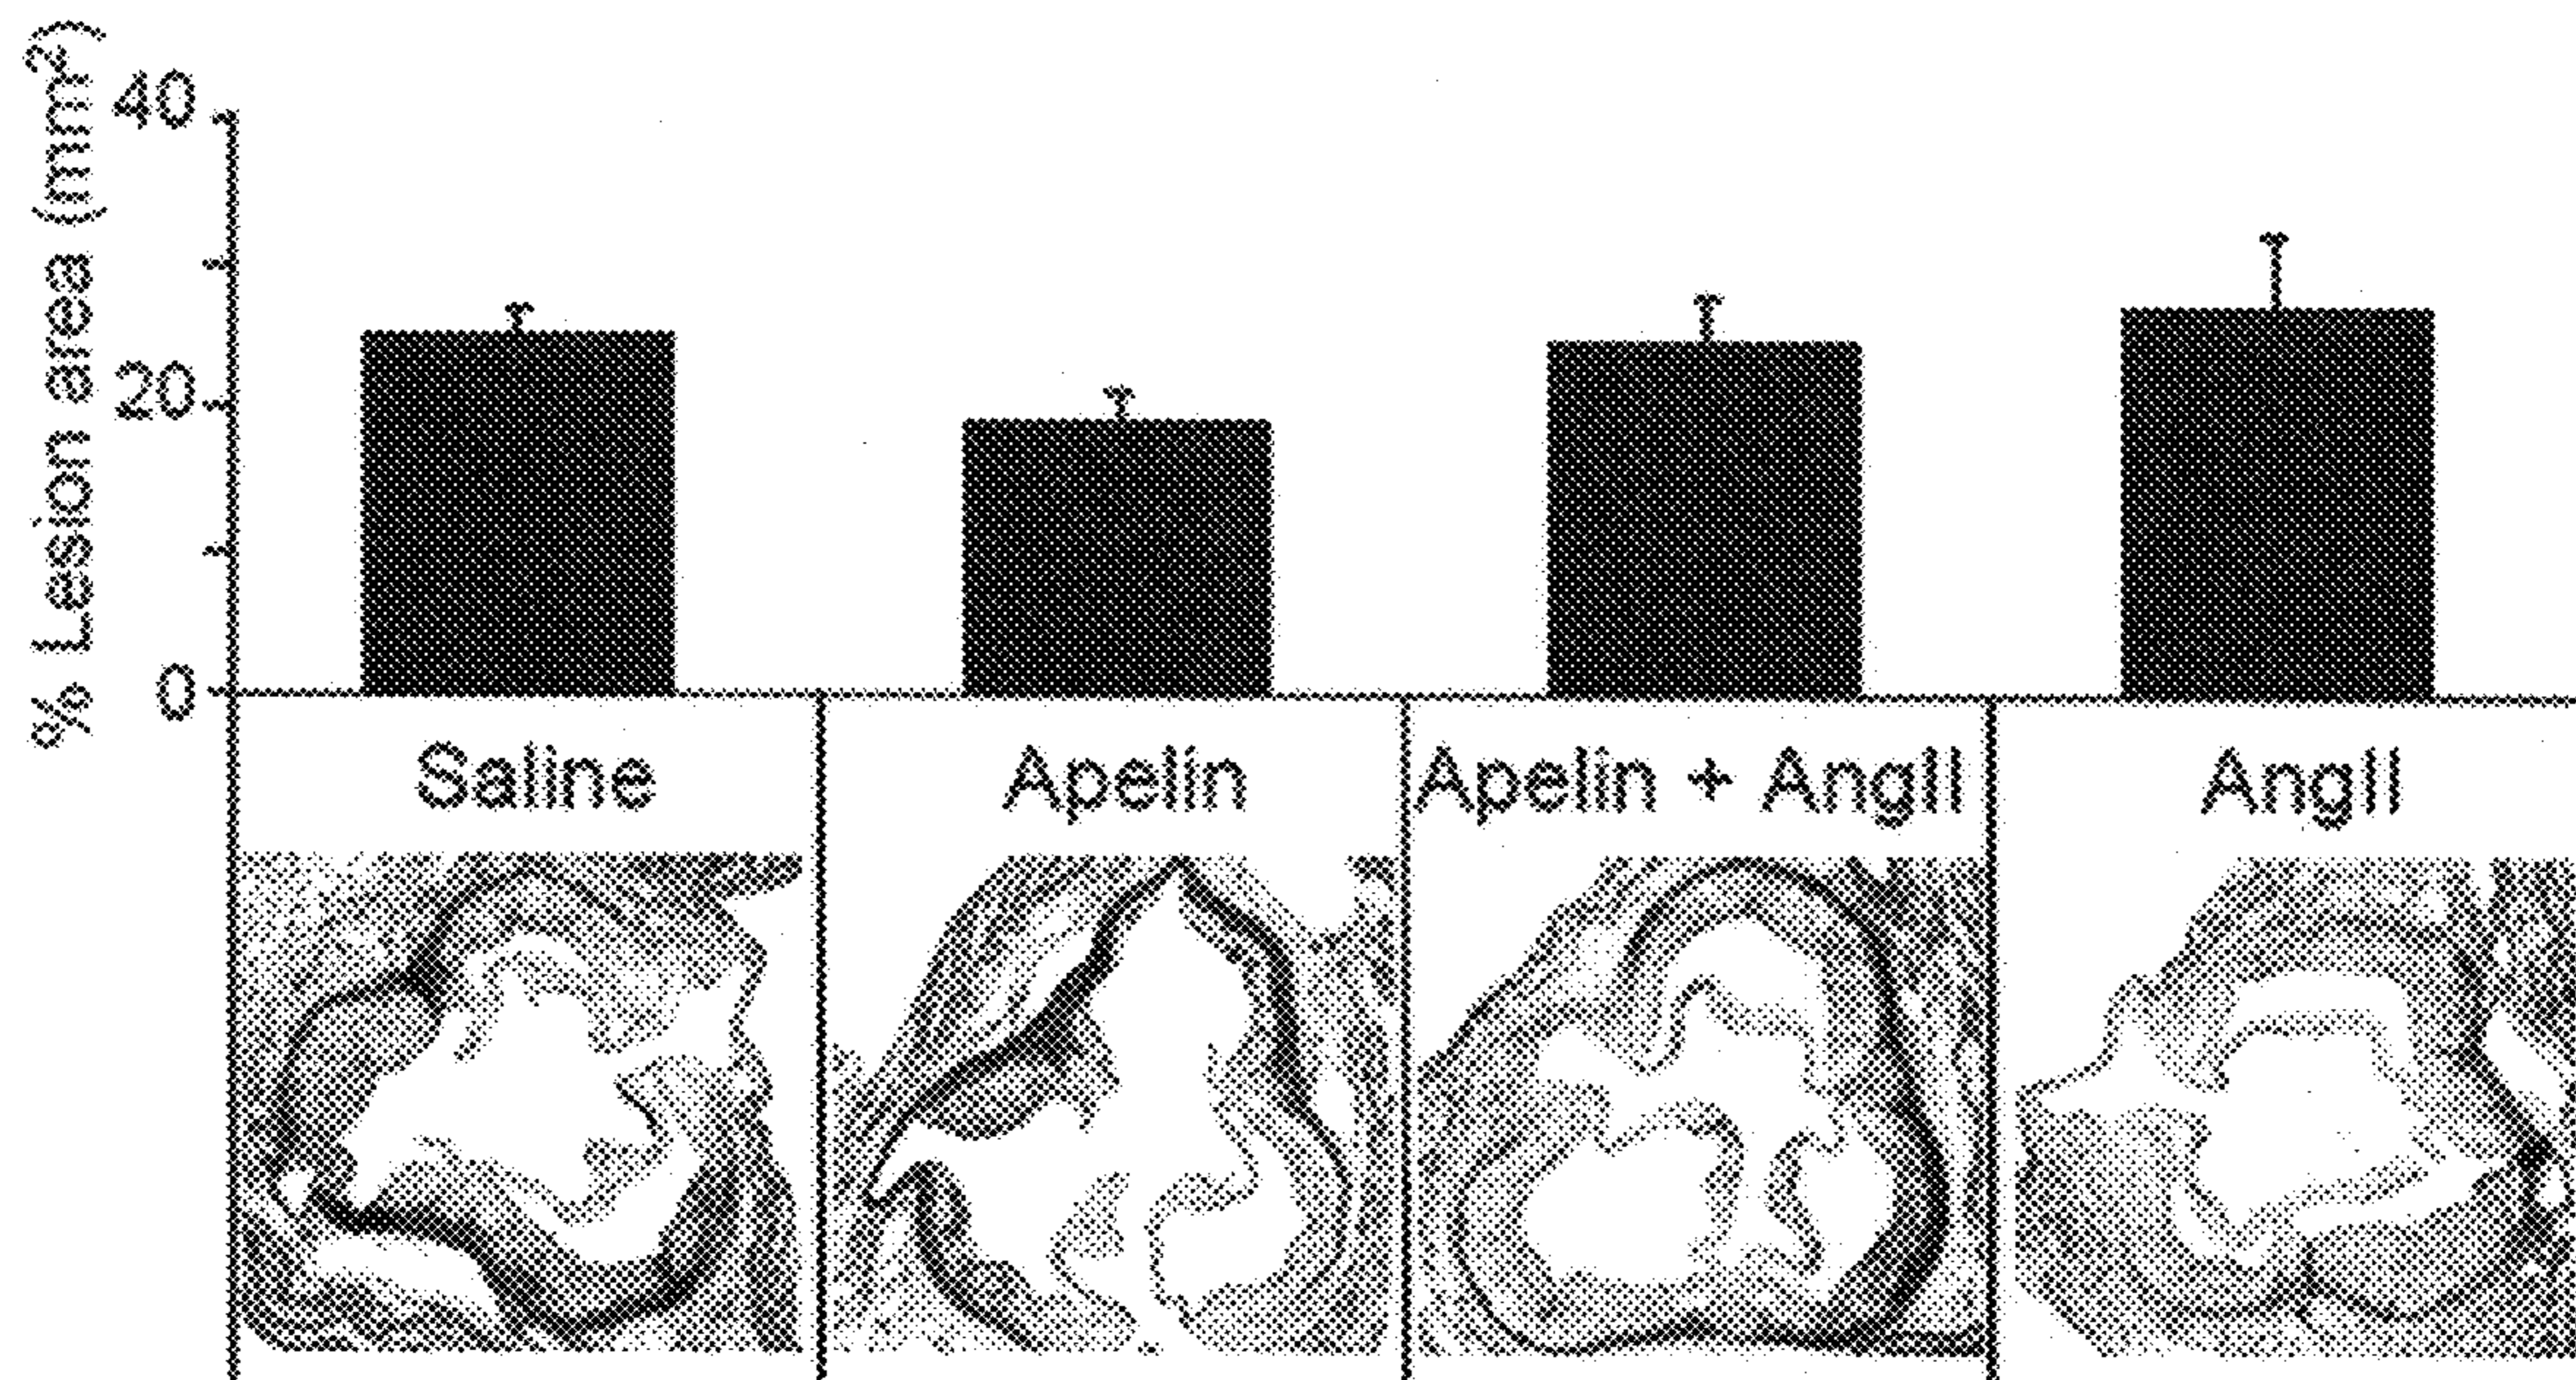 % Lesion area (mm²)
40
20
0
Saline
Apelin
Apelin + AngII
AngII